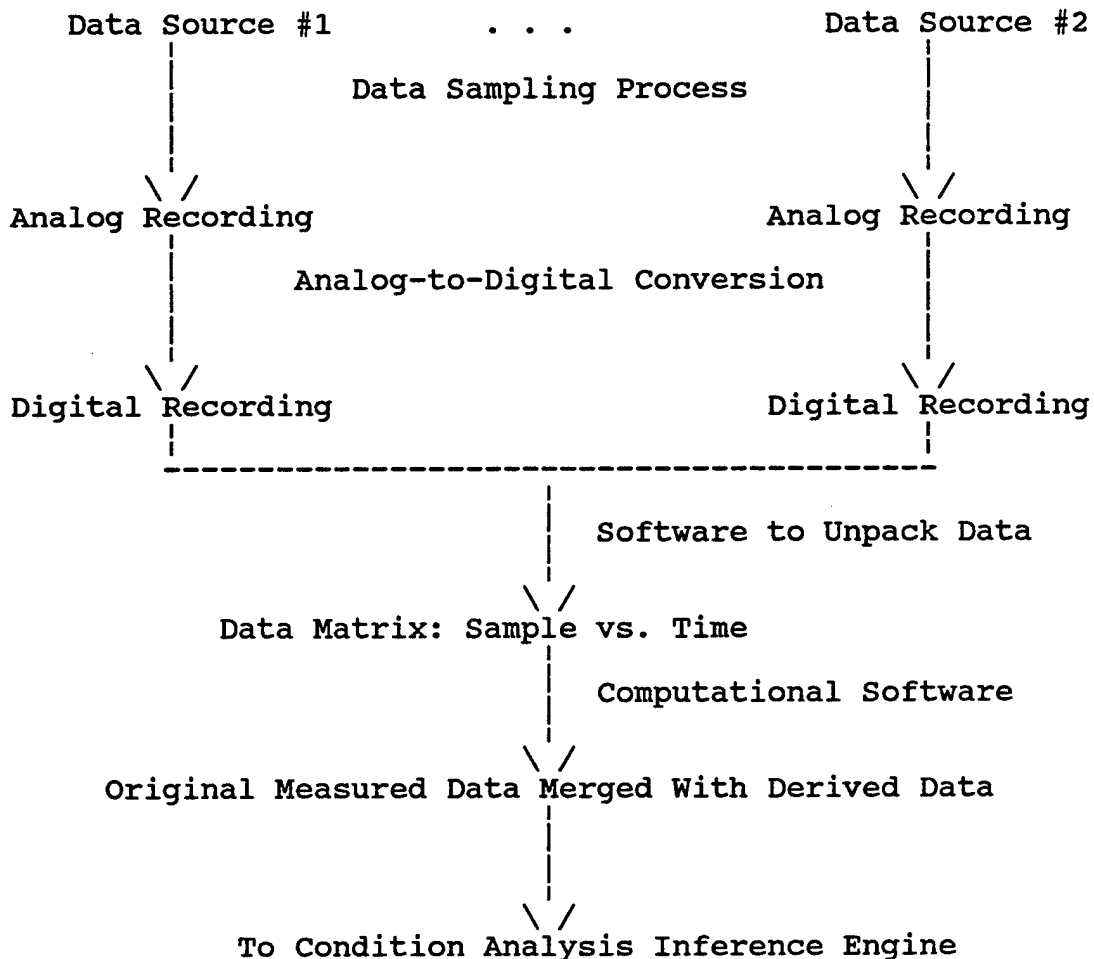 Data Source #1 . . . Data Source #2
Data Sampling Process
Analog Recording Analog Recording
Analog-to-Digital Conversion
Digital Recording Digital Recording
Software to Unpack Data
Data Matrix: Sample vs. Time
Computational Software
Original Measured Data Merged With Derived Data
To Condition Analysis Inference Engine